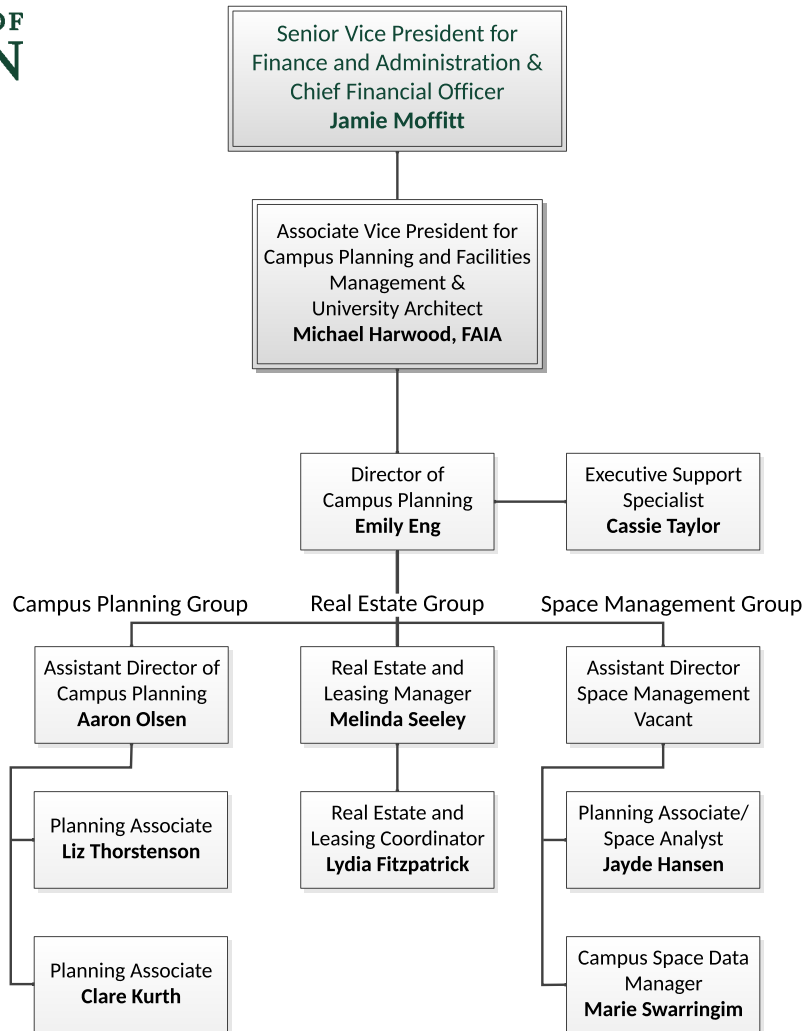 OF
N
Senior Vice President for
Finance and Administration &
Chief Financial Officer
Jamie Moffitt
Associate Vice President for
Campus Planning and Facilities
Management &
University Architect
Michael Harwood, FAIA
Director of
Campus Planning
Emily Eng
Executive Support
Specialist
Cassie Taylor
Campus Planning Group
Real Estate Group
Space Management Group
Assistant Director of
Campus Planning
Aaron Olsen
Real Estate and
Leasing Manager
Melinda Seeley
Assistant Director
Space Management
Vacant
Planning Associate
Liz Thorstenson
Real Estate and
Leasing Coordinator
Lydia Fitzpatrick
Planning Associate/
Space Analyst
Jayde Hansen
Planning Associate
Clare Kurth
Campus Space Data
Manager
Marie Swarringim